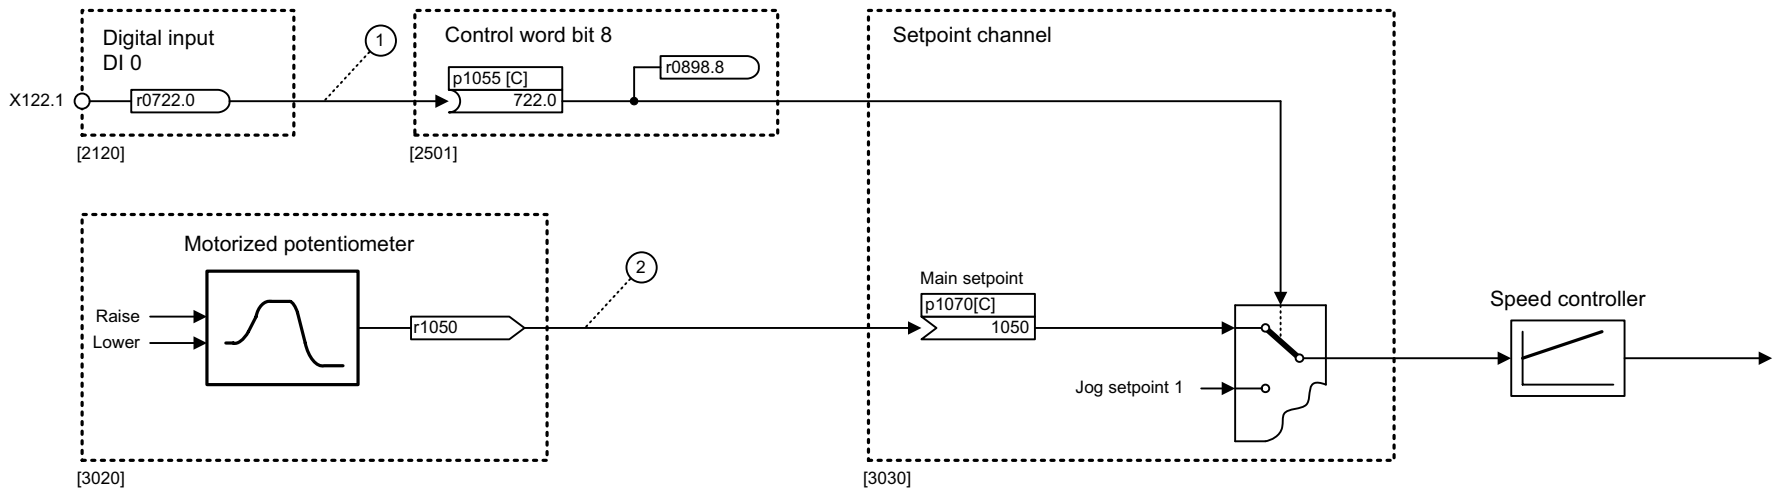 Digital input
DI 0
X122.1
r0722.0
[2120]
1
Control word bit 8
p1055 [C]
722.0
r0898.8
[2501]
Setpoint channel
Motorized potentiometer
Raise
Lower
r1050
[3020]
2
Main setpoint
p1070[C]
1050
Jog setpoint 1
[3030]
Speed controller